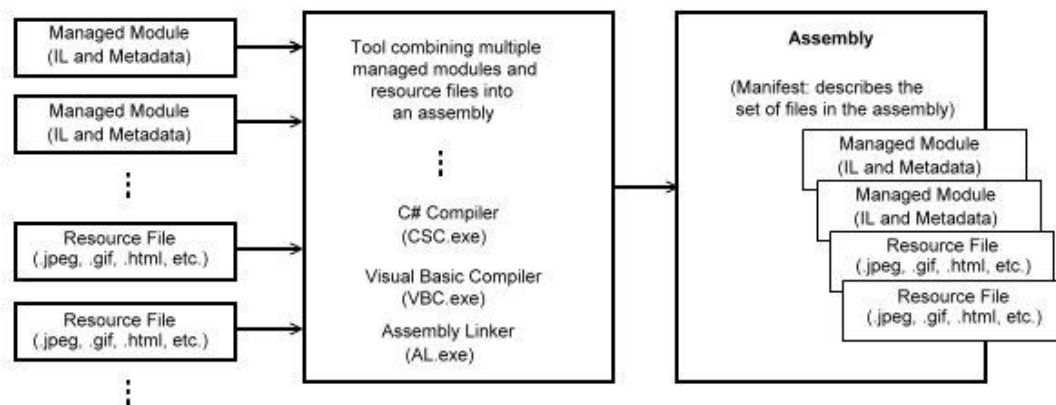 Managed Module
(IL and Metadata)
Managed Module
(IL and Metadata)
Resource File
(.jpeg, .gif, .html, etc.)
Resource File
(.jpeg, .gif, .html, etc.)
Tool combining multiple
managed modules and
resource files into
an assembly
C# Compiler
(CSC.exe)
Visual Basic Compiler
(VBC.exe)
Assembly Linker
(AL.exe)
Assembly
(Manifest: describes the
set of files in the assembly)
Managed Module
(IL and Metadata)
Managed Module
(IL and Metadata)
Resource File
(.jpeg, .gif, .html, etc.)
Resource File
(.jpeg, .gif, .html, etc.)